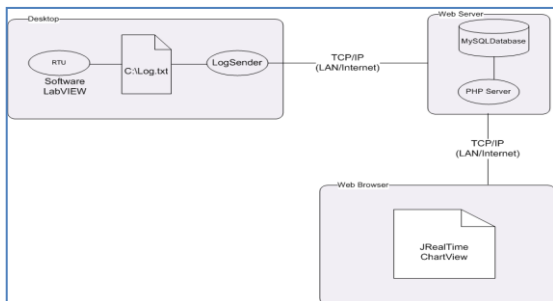 Desktop
RTU
Software
LabVIEW
C:\Log.txt
LogSender
TCP/IP
(LAN/Internet)
Web Server
MySQLDatabase
PHP Server
TCP/IP
(LAN/Internet)
Web Browser
JRealTime
ChartView